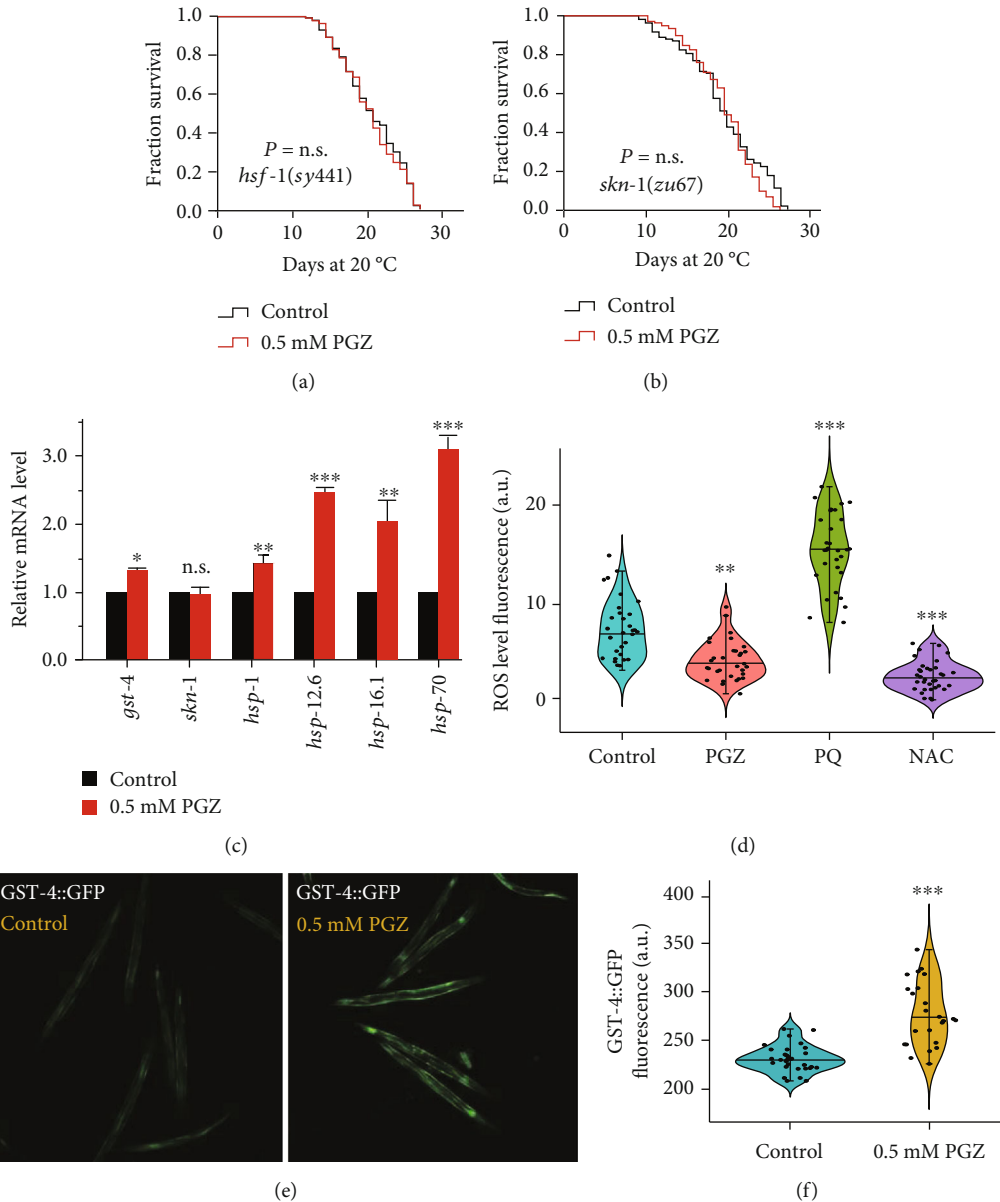 1.0
0.8
0.6
0.4
0.2
0.0
Fraction survival
P = n.s.
hsf-1(sy441)
0
10
20
30
Days at 20 °C
Control
0.5 mM PGZ
(a)
1.0
0.8
0.6
0.4
0.2
0.0
Fraction survival
P = n.s.
skn-1(zu67)
0
10
20
30
Days at 20 °C
Control
0.5 mM PGZ
(b)
Relative mRNA level
3.0
2.0
1.0
0.0
*
n.s.
**
***
**
***
gst-4
skn-1
hsp-1
hsp-12.6
hsp-16.1
hsp-70
Control
0.5 mM PGZ
(c)
ROS level fluorescence (a.u.)
20
10
0
**
***
***
Control
PGZ
PQ
NAC
(d)
GST-4::GFP
Control
GST-4::GFP
0.5 mM PGZ
(e)
GST-4::GFP
fluorescence (a.u.)
400
350
300
250
200
***
Control
0.5 mM PGZ
(f)